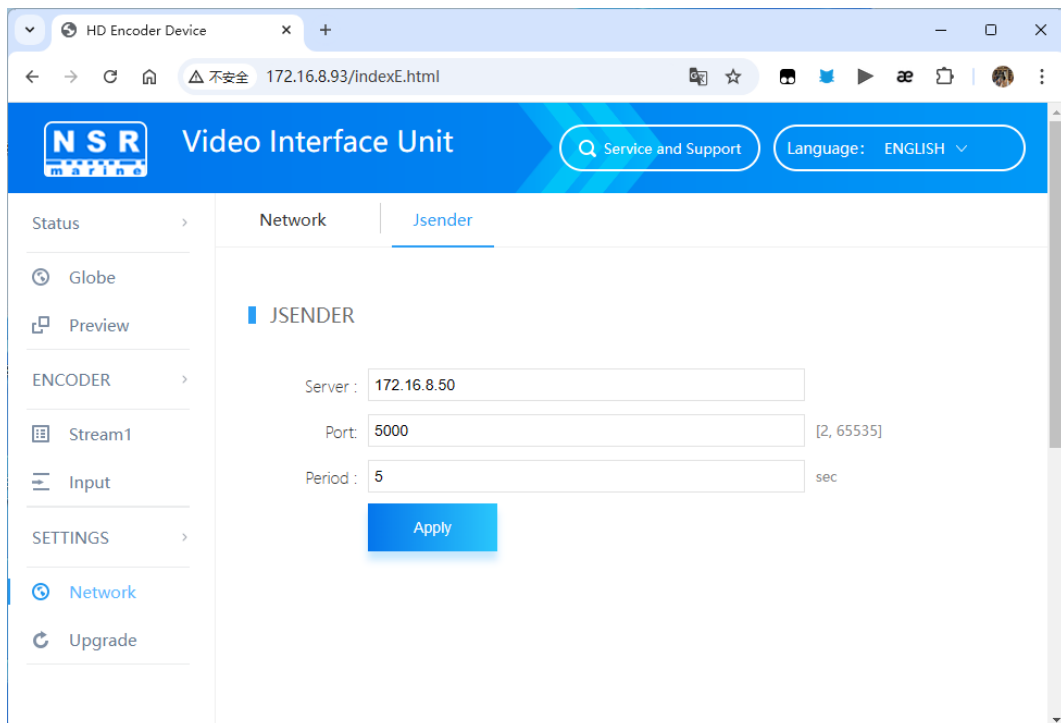 HD Encoder Device
不安全 172.16.8.93/indexE.html
NSR
marine
Video Interface Unit
Service and Support
Language: ENGLISH
Status
Network
Jsender
Globe
Preview
JSENDER
ENCODER
Server :
172.16.8.50
Stream1
Port:
5000
[2, 65535]
Input
Period :
5
sec
SETTINGS
Apply
Network
Upgrade